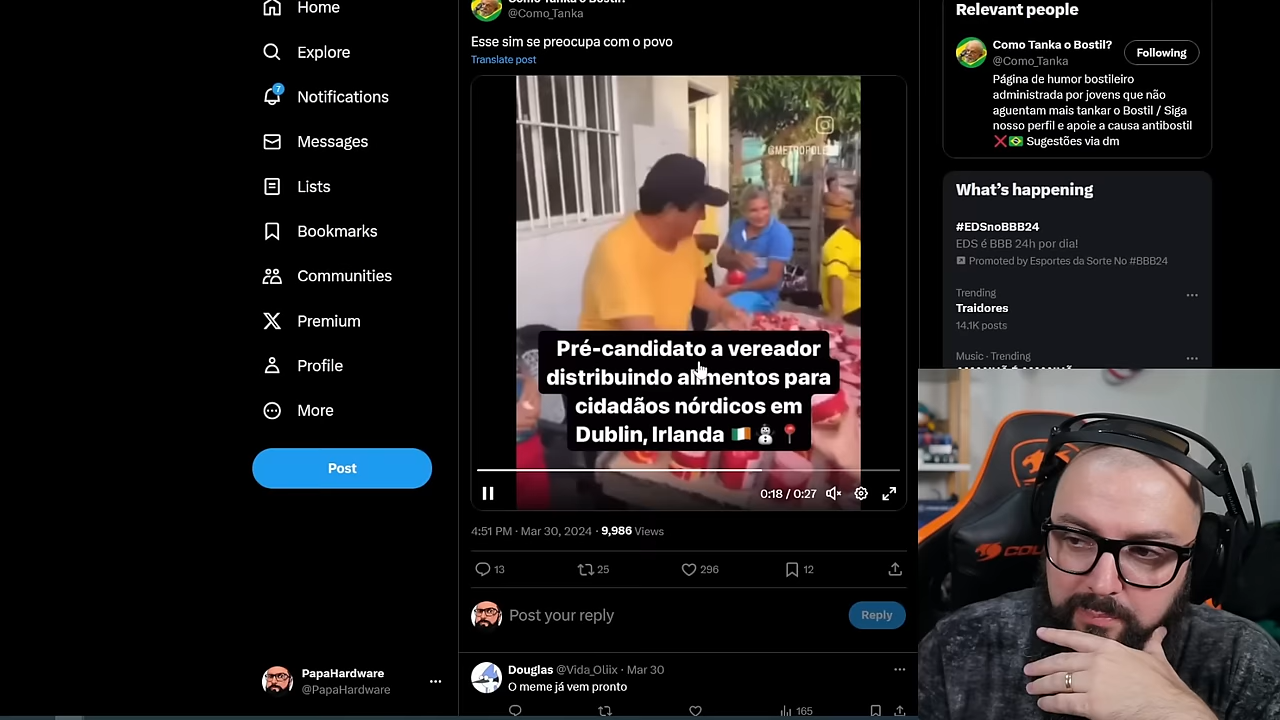 Home
Explore
7
Notifications
Messages
Lists
Bookmarks
Communities
Premium
Profile
More
Post
PapaHardware
@PapaHardware
Como Tanka o Bostil?
@Como_Tanka
Esse sim se preocupa com o povo
Translate post
@METROPOLE
Pré-candidato a vereador
distribuindo alimentos para
cidadãos nórdicos em
Dublin, Irlanda
0:18 / 0:27
4:51 PM · Mar 30, 2024 · 9,986 Views
13
25
296
12
Post your reply
Reply
Douglas @Vida_Oliix · Mar 30
O meme já vem pronto
165
Relevant people
Como Tanka o Bostil?
@Como_Tanka
Following
Página de humor bostileiro
administrada por jovens que não
aguentam mais tankar o Bostil / Siga
nosso perfil e apoie a causa antibostil
Sugestões via dm
What's happening
#EDSnoBBB24
EDS é BBB 24h por dia!
Promoted by Esportes da Sorte No #BBB24
Trending
Traidores
14.1K posts
Music · Trending